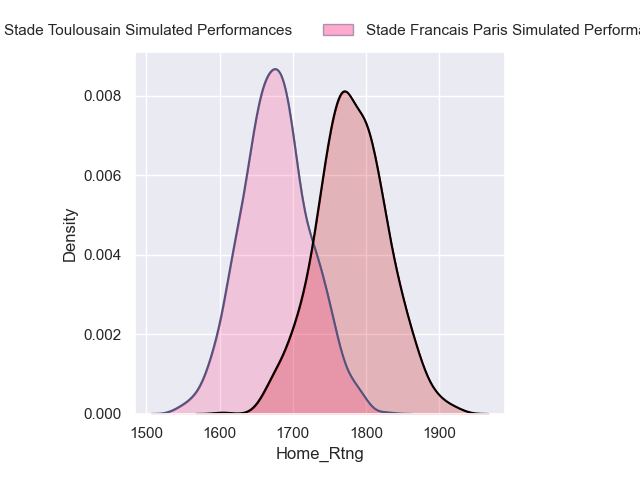 Stade Toulousain Simulated Performances
Stade Francais Paris Simulated
Density
0.008
0.006
0.004
0.002
0.000
1500 1600 1700 1800 1900
Home_Rtng